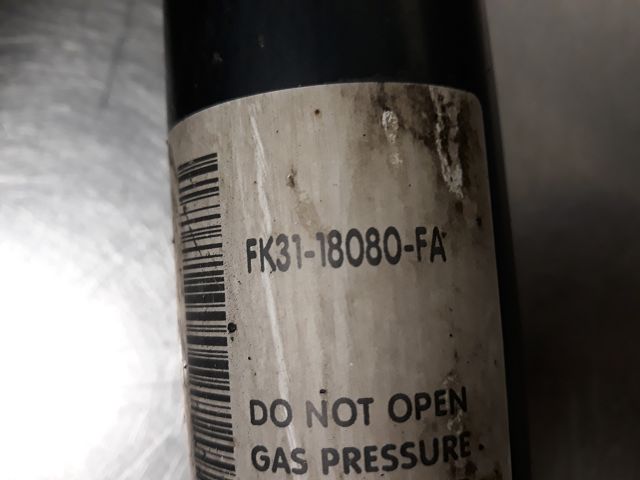 FK31-18080-FA
DO NOT OPEN
GAS PRESSURE